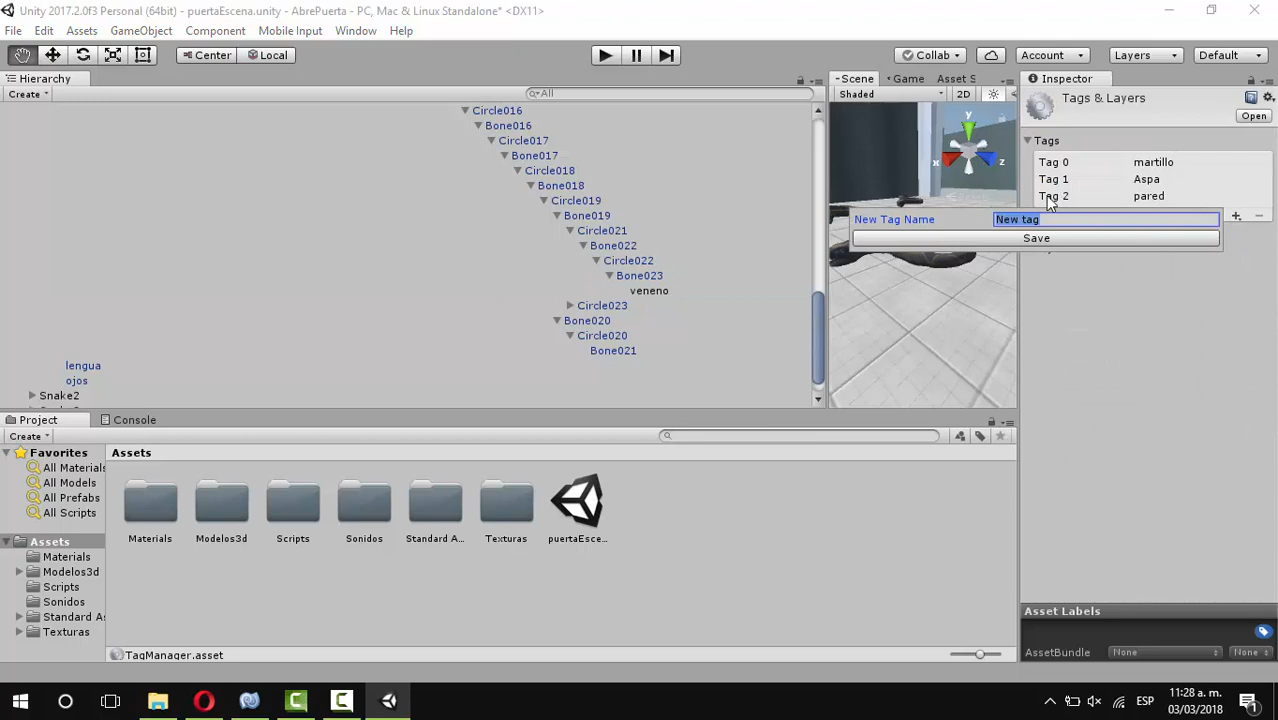 Unity 2017.2.0f3 Personal (64bit) - puertaEscena.unity - AbrePuerta - PC, Mac & Linux Standalone* <DX11>
File Edit Assets GameObject Component Mobile Input Window Help
Center Local Collab Account Layers Default
Hierarchy Scene Game Asset S Inspector
Create All Shaded 2D Tags & Layers
Open
Circle016
Bone016
Circle017
Bone017
Circle018
Bone018
Circle019
Bone019
Circle021
Bone022
Circle022
Bone023
veneno
Circle023
Bone020
Circle020
Bone021
lengua
ojos
Snake2
y
x
z
Tags
Tag 0 martillo
Tag 1 Aspa
Tag 2 pared
New Tag Name New tag
Save
Project Console
Create
Favorites
All Materials
All Models
All Prefabs
All Scripts
Assets
Materials
Modelos3d
Scripts
Sonidos
Standard As
Texturas
Assets
Materials Modelos3d Scripts Sonidos Standard A... Texturas puertaEsce...
TagManager.asset
Asset Labels
AssetBundle None None
ESP
11:28 a. m.
03/03/2018
1